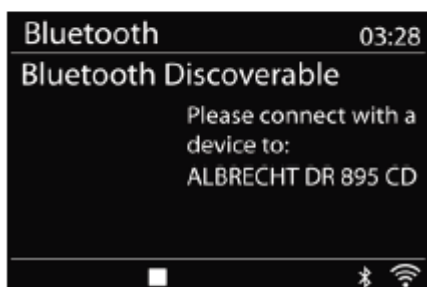 Bluetooth 03:28
Bluetooth Discoverable
Please connect with a
device to:
ALBRECHT DR 895 CD